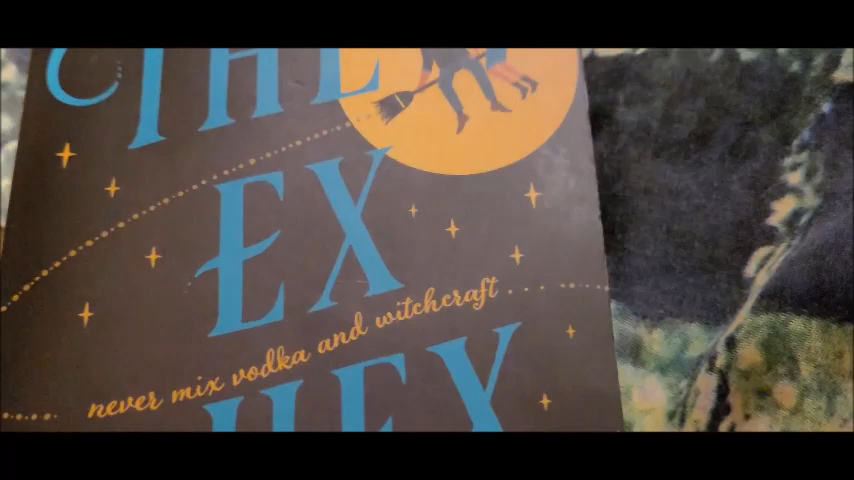 THE
EX
never mix vodka and witchcraft
HEX